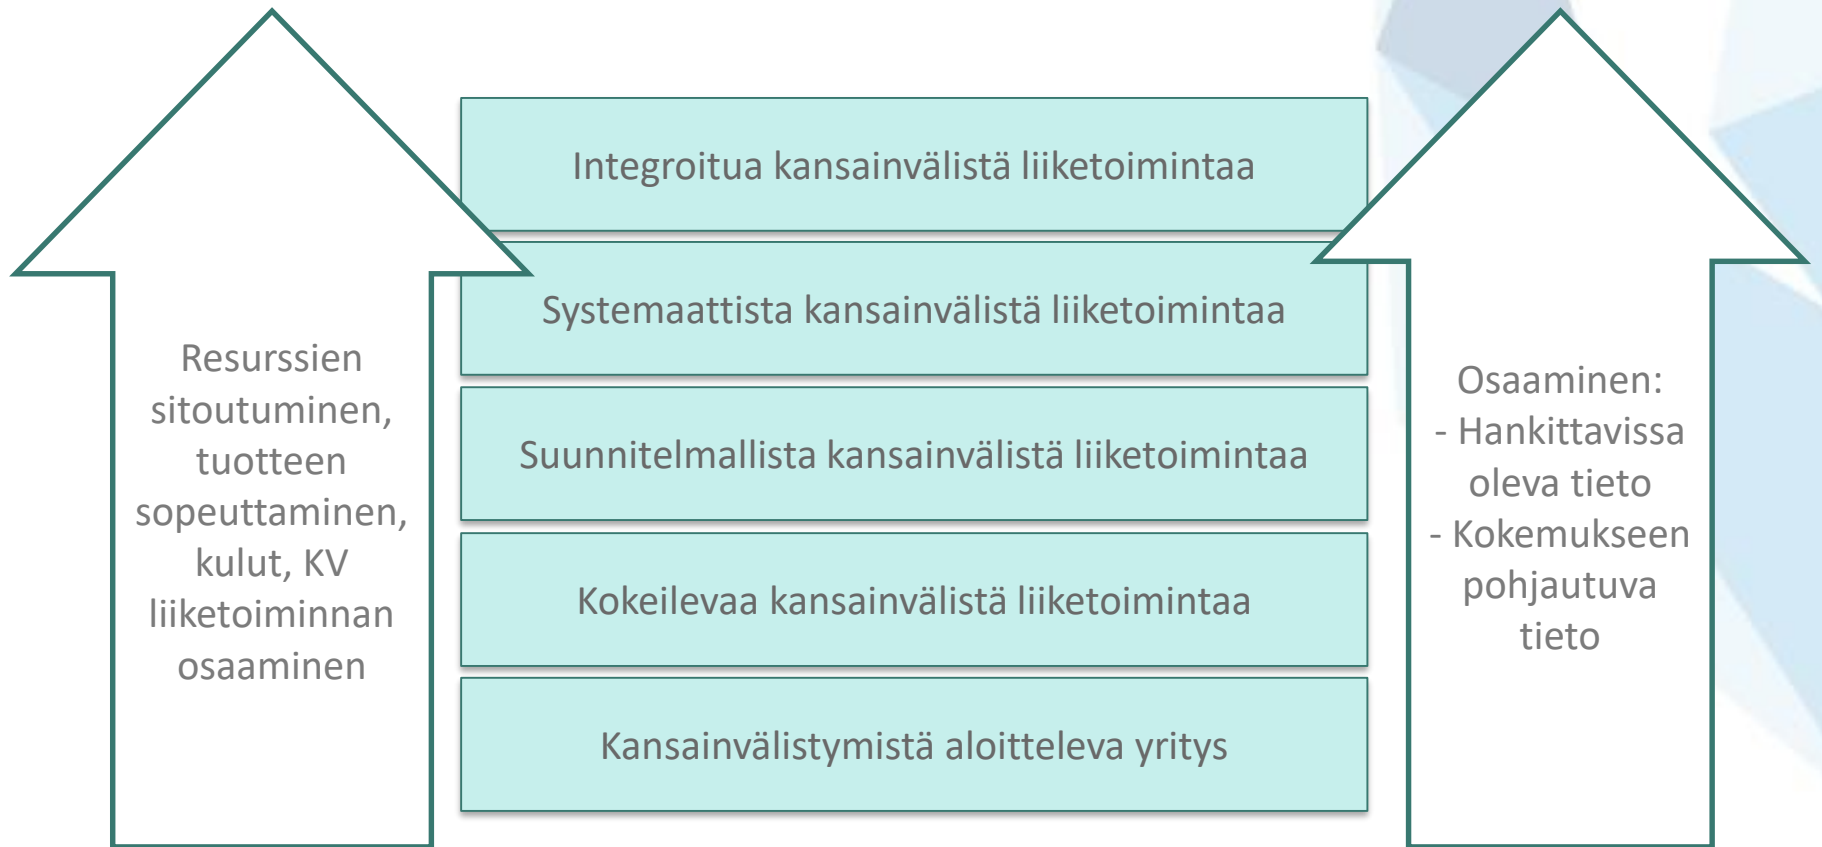 Integroitua kansainvälistä liiketoimintaa
Systemaattista kansainvälistä liiketoimintaa
Suunnitelmallista kansainvälistä liiketoimintaa
Kokeilevaa kansainvälistä liiketoimintaa
Kansainvälistymistä aloitteleva yritys
Resurssien
sitoutuminen,
tuotteen
sopeuttaminen,
kulut, KV
liiketoiminnan
osaaminen
Osaaminen:
- Hankittavissa
oleva tieto
- Kokemukseen
pohjautuva
tieto